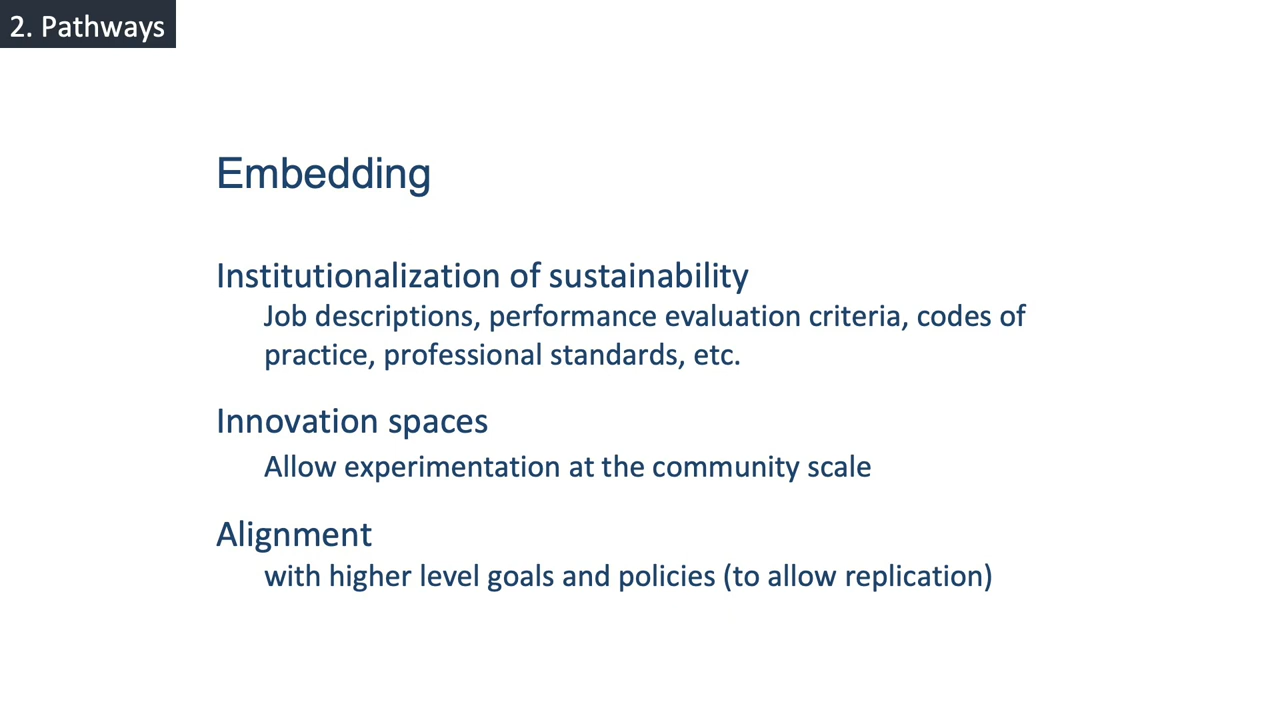 2. Pathways
Embedding
Institutionalization of sustainability
Job descriptions, performance evaluation criteria, codes of
practice, professional standards, etc.
Innovation spaces
Allow experimentation at the community scale
Alignment
with higher level goals and policies (to allow replication)